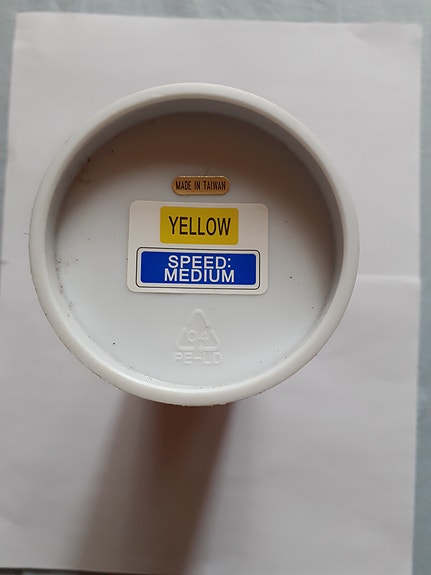 MADE IN TAIWAN
YELLOW
SPEED:
MEDIUM
04
PE-LD